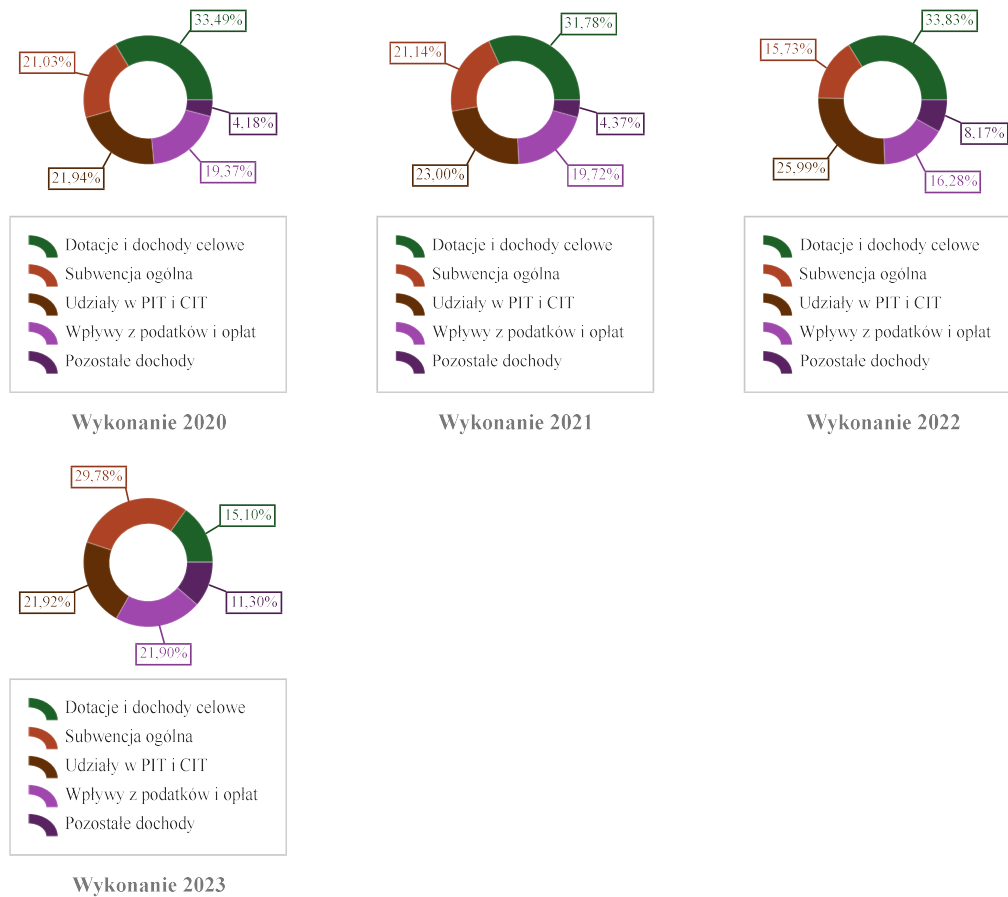 33,49%
21,03%
4,18%
19,37%
21,94%
Dotacje i dochody celowe
Subwencja ogólna
Udziały w PIT i CIT
Wpływy z podatków i opłat
Pozostałe dochody
Wykonanie 2020
31,78%
21,14%
4,37%
19,72%
23,00%
Dotacje i dochody celowe
Subwencja ogólna
Udziały w PIT i CIT
Wpływy z podatków i opłat
Pozostałe dochody
Wykonanie 2021
33,83%
15,73%
8,17%
16,28%
25,99%
Dotacje i dochody celowe
Subwencja ogólna
Udziały w PIT i CIT
Wpływy z podatków i opłat
Pozostałe dochody
Wykonanie 2022
29,78%
15,10%
21,92%
11,30%
21,90%
Dotacje i dochody celowe
Subwencja ogólna
Udziały w PIT i CIT
Wpływy z podatków i opłat
Pozostałe dochody
Wykonanie 2023